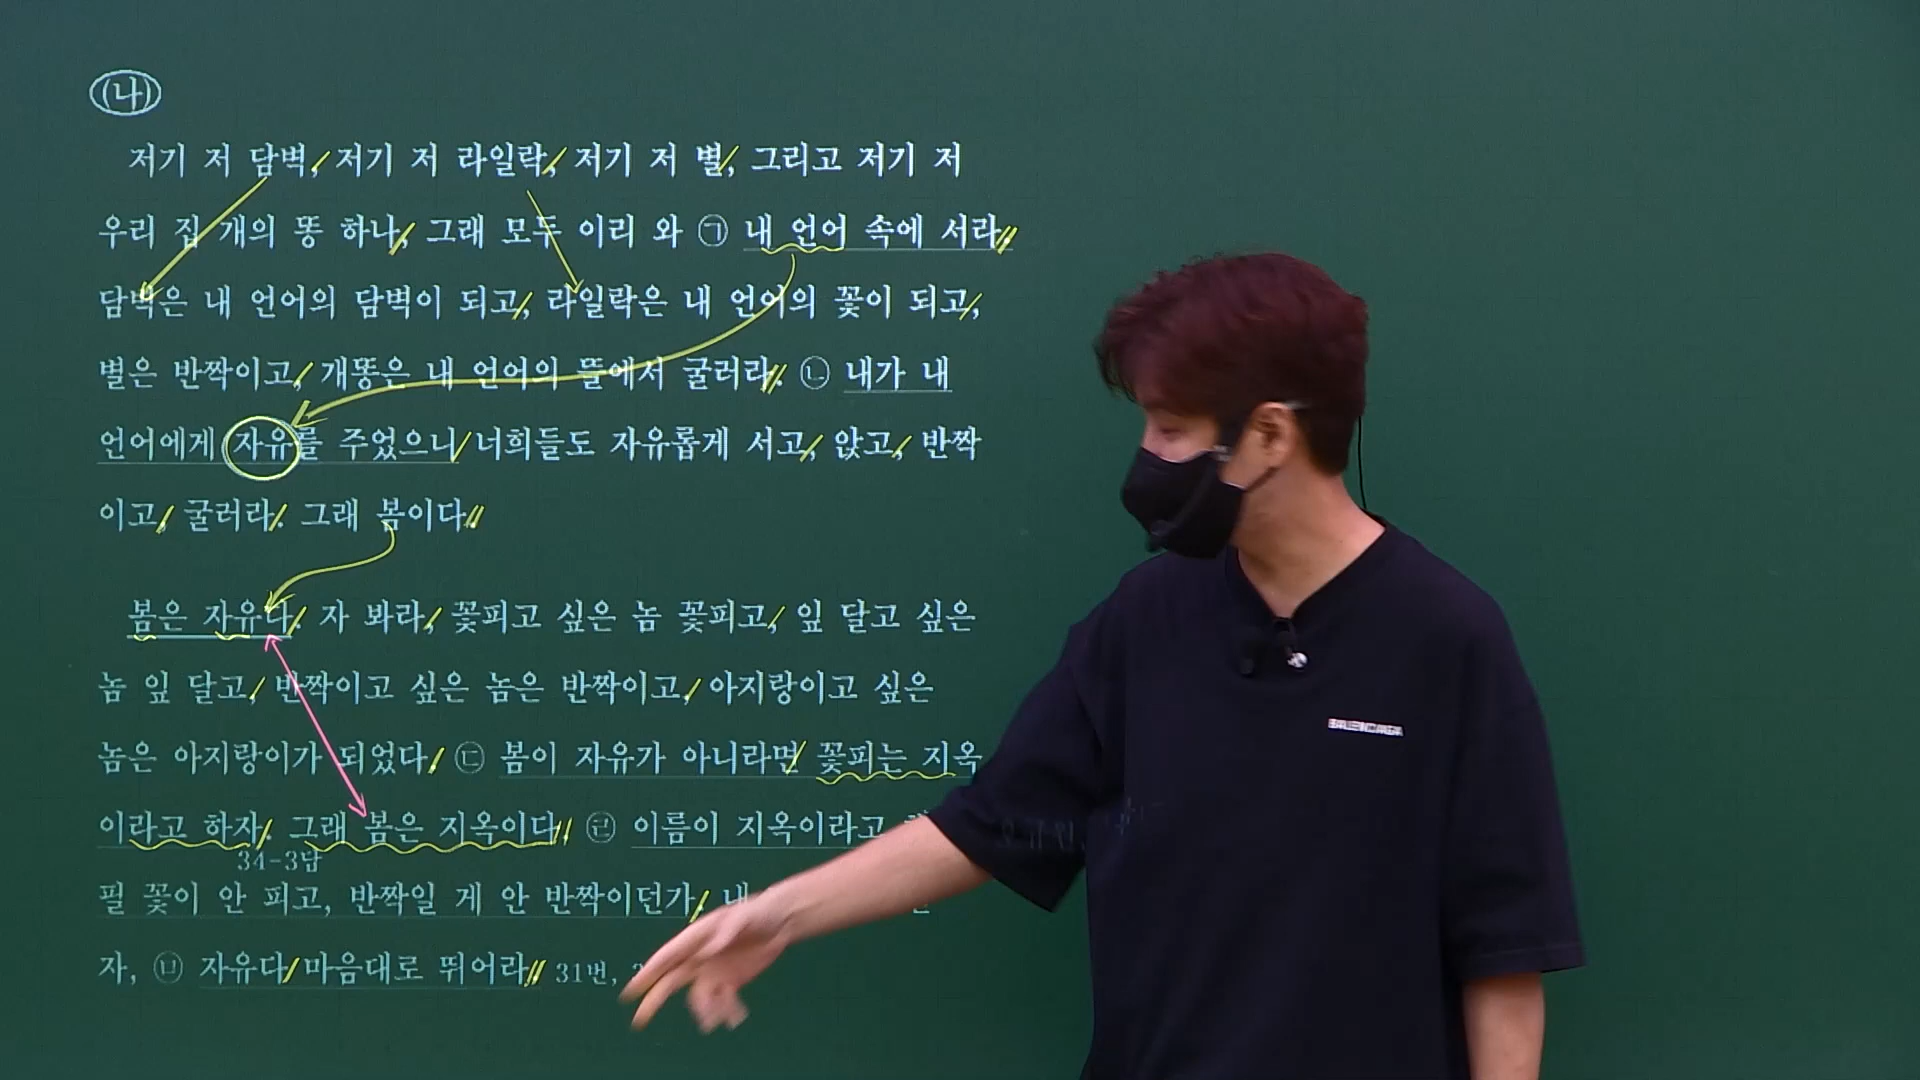 (나)
저기 저 담벽, 저기 저 라일락, 저기 저 별, 그리고 저기 저
우리 집 개의 똥 하나, 그래 모두 이리 와 ㉠ 내 언어 속에 서라.
담벽은 내 언어의 담벽이 되고, 라일락은 내 언어의 꽃이 되고,
별은 반짝이고, 개똥은 내 언어의 뜰에서 굴러라. ㉡ 내가 내
언어에게 자유를 주었으니 너희들도 자유롭게 서고, 앉고, 반짝
이고, 굴러라. 그래 봄이다.
봄은 자유다. 자 봐라, 꽃피고 싶은 놈 꽃피고, 잎 달고 싶은
놈 잎 달고, 반짝이고 싶은 놈은 반짝이고, 아지랑이고 싶은
놈은 아지랑이가 되었다. ㉢ 봄이 자유가 아니라면 꽃피는 지옥
이라고 하자. 그래 봄은 지옥이다. ㉣ 이름이 지옥이라고
34-3답
필 꽃이 안 피고, 반짝일 게 안 반짝이던가. 내
자, ㉤ 자유다 마음대로 뛰어라. 31번,
BALENCIAGA